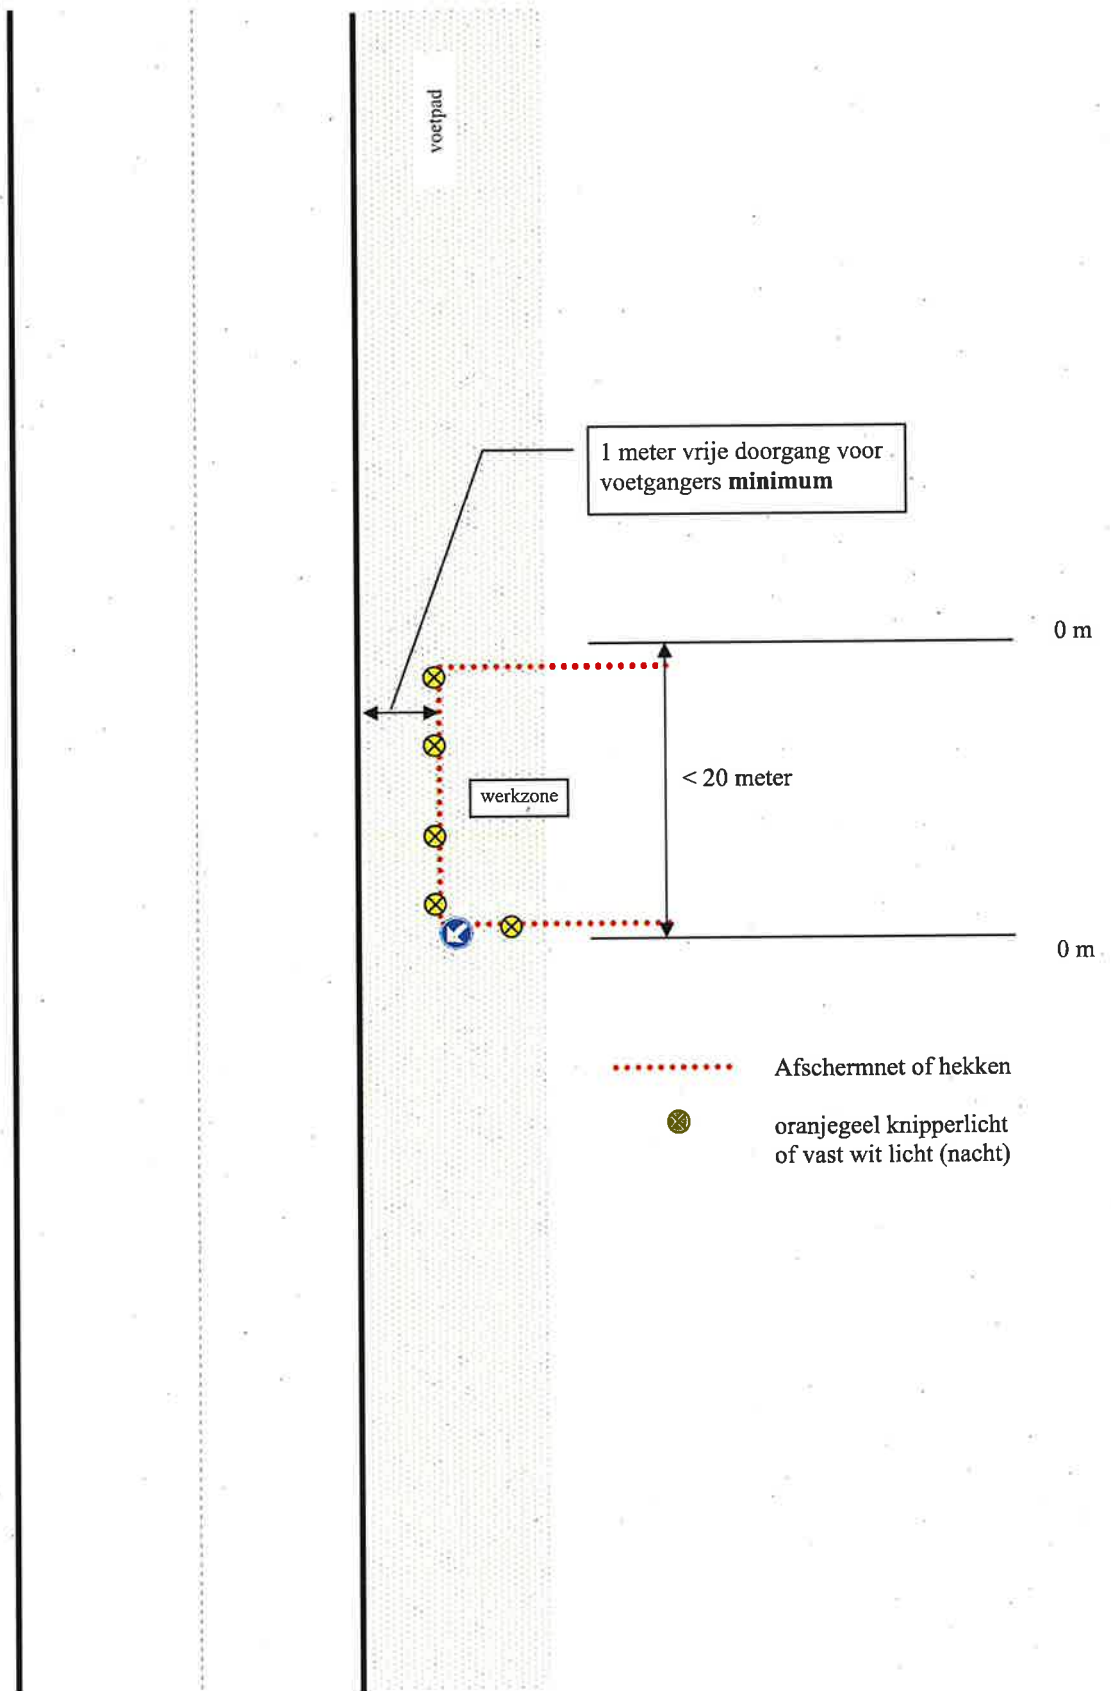 voetpad
1 meter vrije doorgang voor
voetgangers minimum
0 m
< 20 meter
werkzone
0 m
Afschermnet of hekken
oranjegeel knipperlicht
of vast wit licht (nacht)